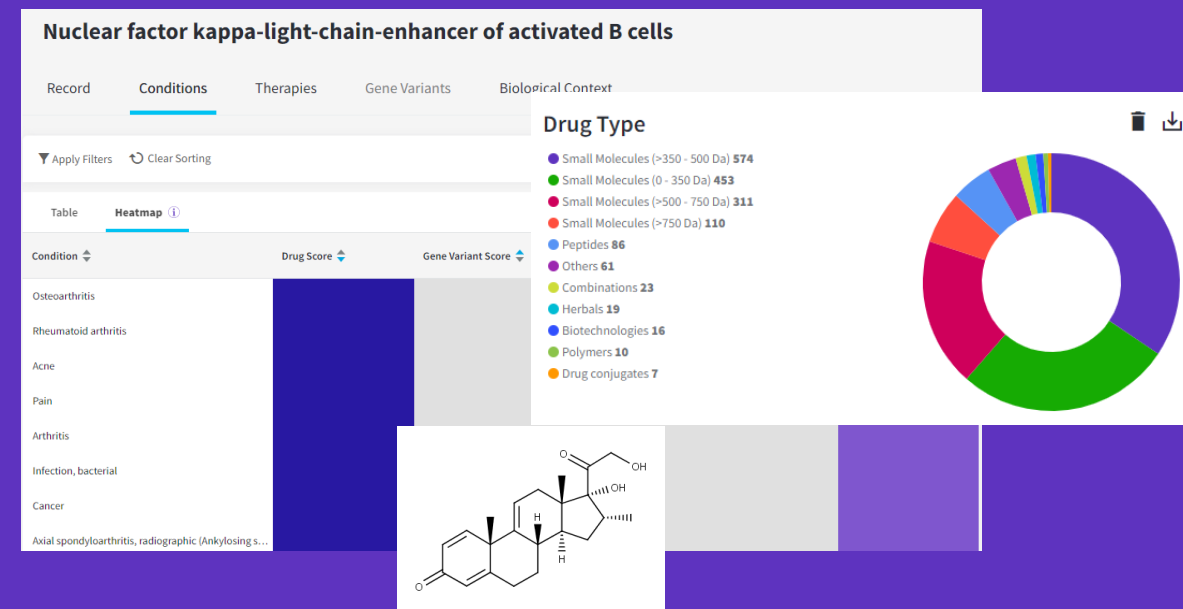 Nuclear factor kappa-light-chain-enhancer of activated B cells
Record Conditions Therapies Gene Variants Biological Context
Apply Filters Clear Sorting
Table Heatmap i
Condition Drug Score Gene Variant Score
Osteoarthritis
Rheumatoid arthritis
Acne
Pain
Arthritis
Infection, bacterial
Cancer
Axial spondyloarthritis, radiographic (Ankylosing s...
Drug Type
Small Molecules (>350 - 500 Da) 574
Small Molecules (0 - 350 Da) 453
Small Molecules (>500 - 750 Da) 311
Small Molecules (>750 Da) 110
Peptides 86
Others 61
Combinations 23
Herbals 19
Biotechnologies 16
Polymers 10
Drug conjugates 7
O
OH
OH
H
H
O